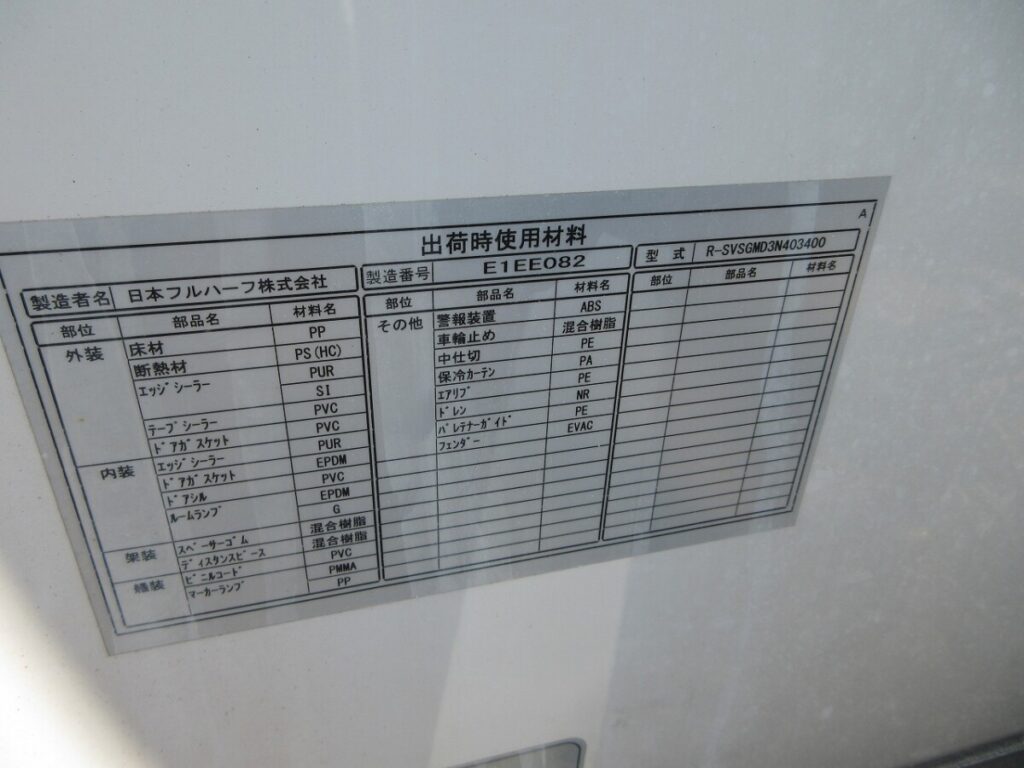 A
出荷時使用材料
製造者名 日本フルハーフ株式会社 製造番号 E1EE082 型式 R-SVSGMD3N403400
部位 部品名 材料名
外装 床材 PP
断熱材 PS(HC)
エッジシーラー PUR
SI
テープシーラー PVC
ドアガスケット PVC
内装 エッジシーラー PUR
ドアガスケット EPDM
ドアシル PVC
ルームランプ EPDM
G
架装 スペーサーゴム 混合樹脂
ディスタンスピース 混合樹脂
艤装 ビニルコード PVC
マーカーランプ PMMA
PP
部位 部品名 材料名
その他 警報装置 ABS
車輪止め 混合樹脂
中仕切 PE
保冷カーテン PA
エアリブ PE
ドレン NR
バレテナーガイド PE
フェンダー EVAC
部位 部品名 材料名